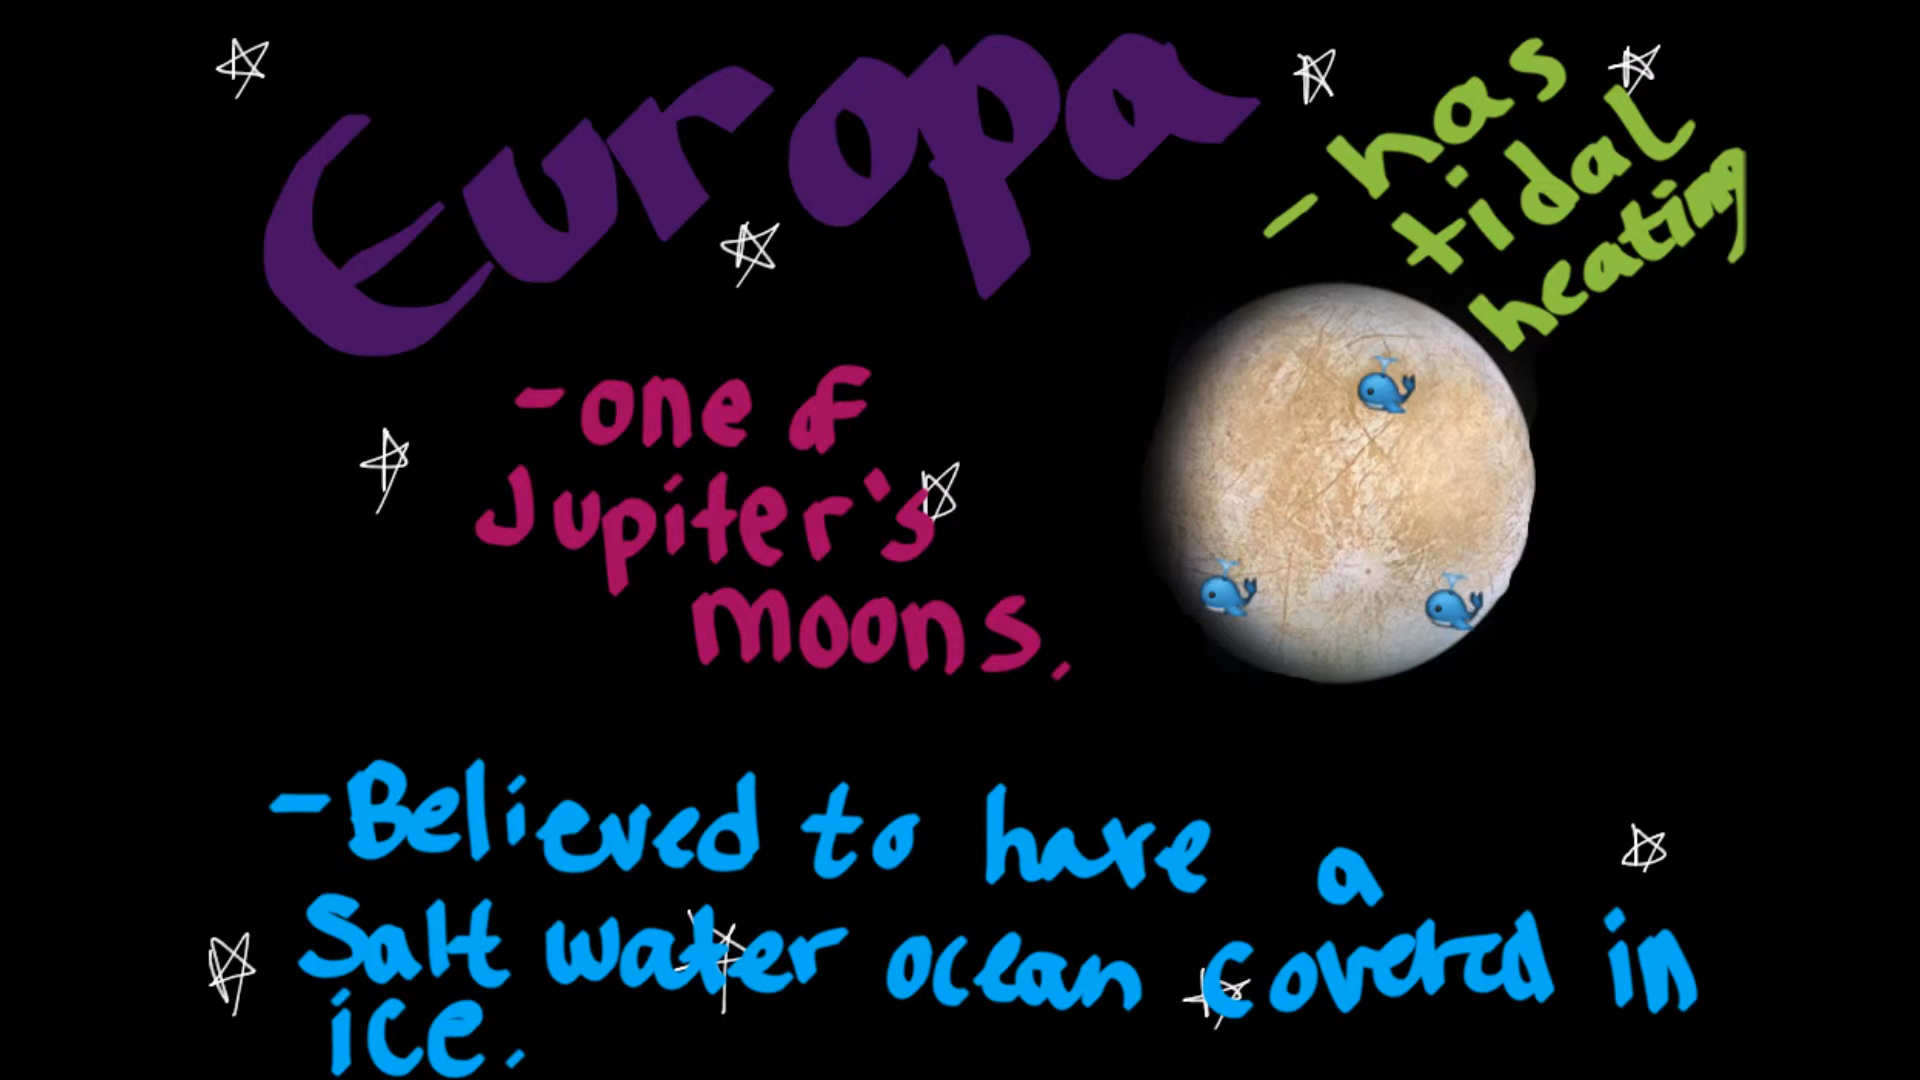 Europa
- has
tidal
heating
- one of
Jupiter's
moons.
- Believed to have a
Salt water ocean covered in
ice.